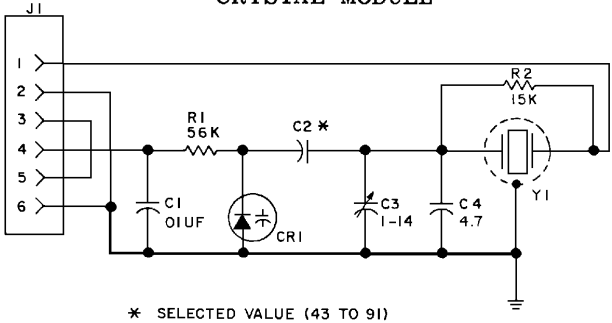 CRYSTAL MODULE
J1
1
2
3
4
5
6
R1
56K
C2 *
R2
15K
Y1
C1
.01UF
CR1
C3
1-14
C4
4.7
* SELECTED VALUE (43 TO 91)